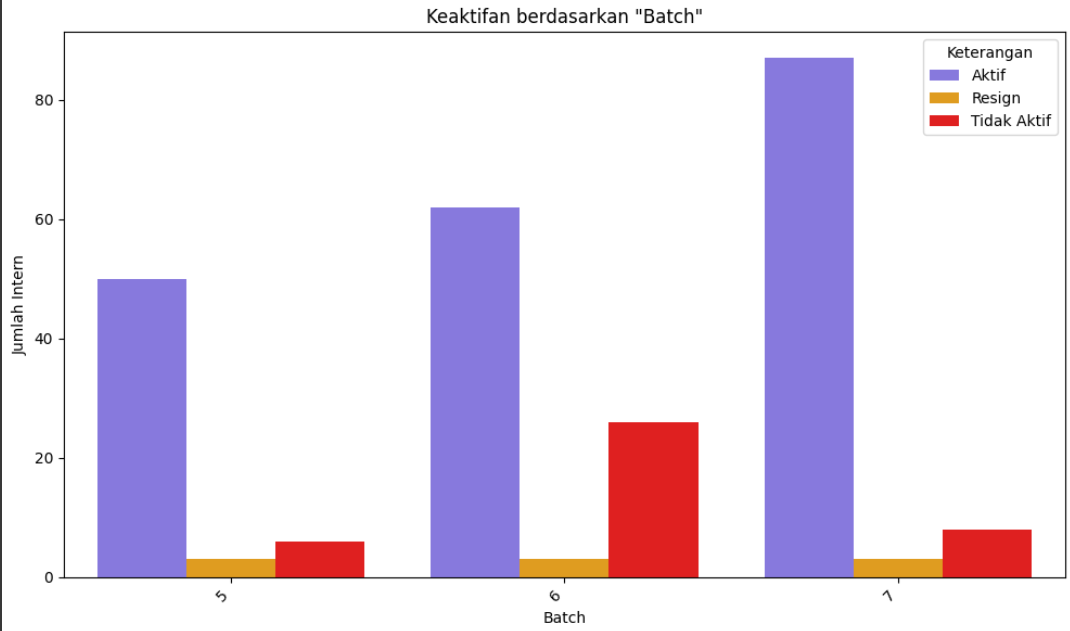 Keaktifan berdasarkan "Batch"
Keterangan
Aktif
Resign
Tidak Aktif
Jumlah Intern
80
60
40
20
0
5
6
7
Batch